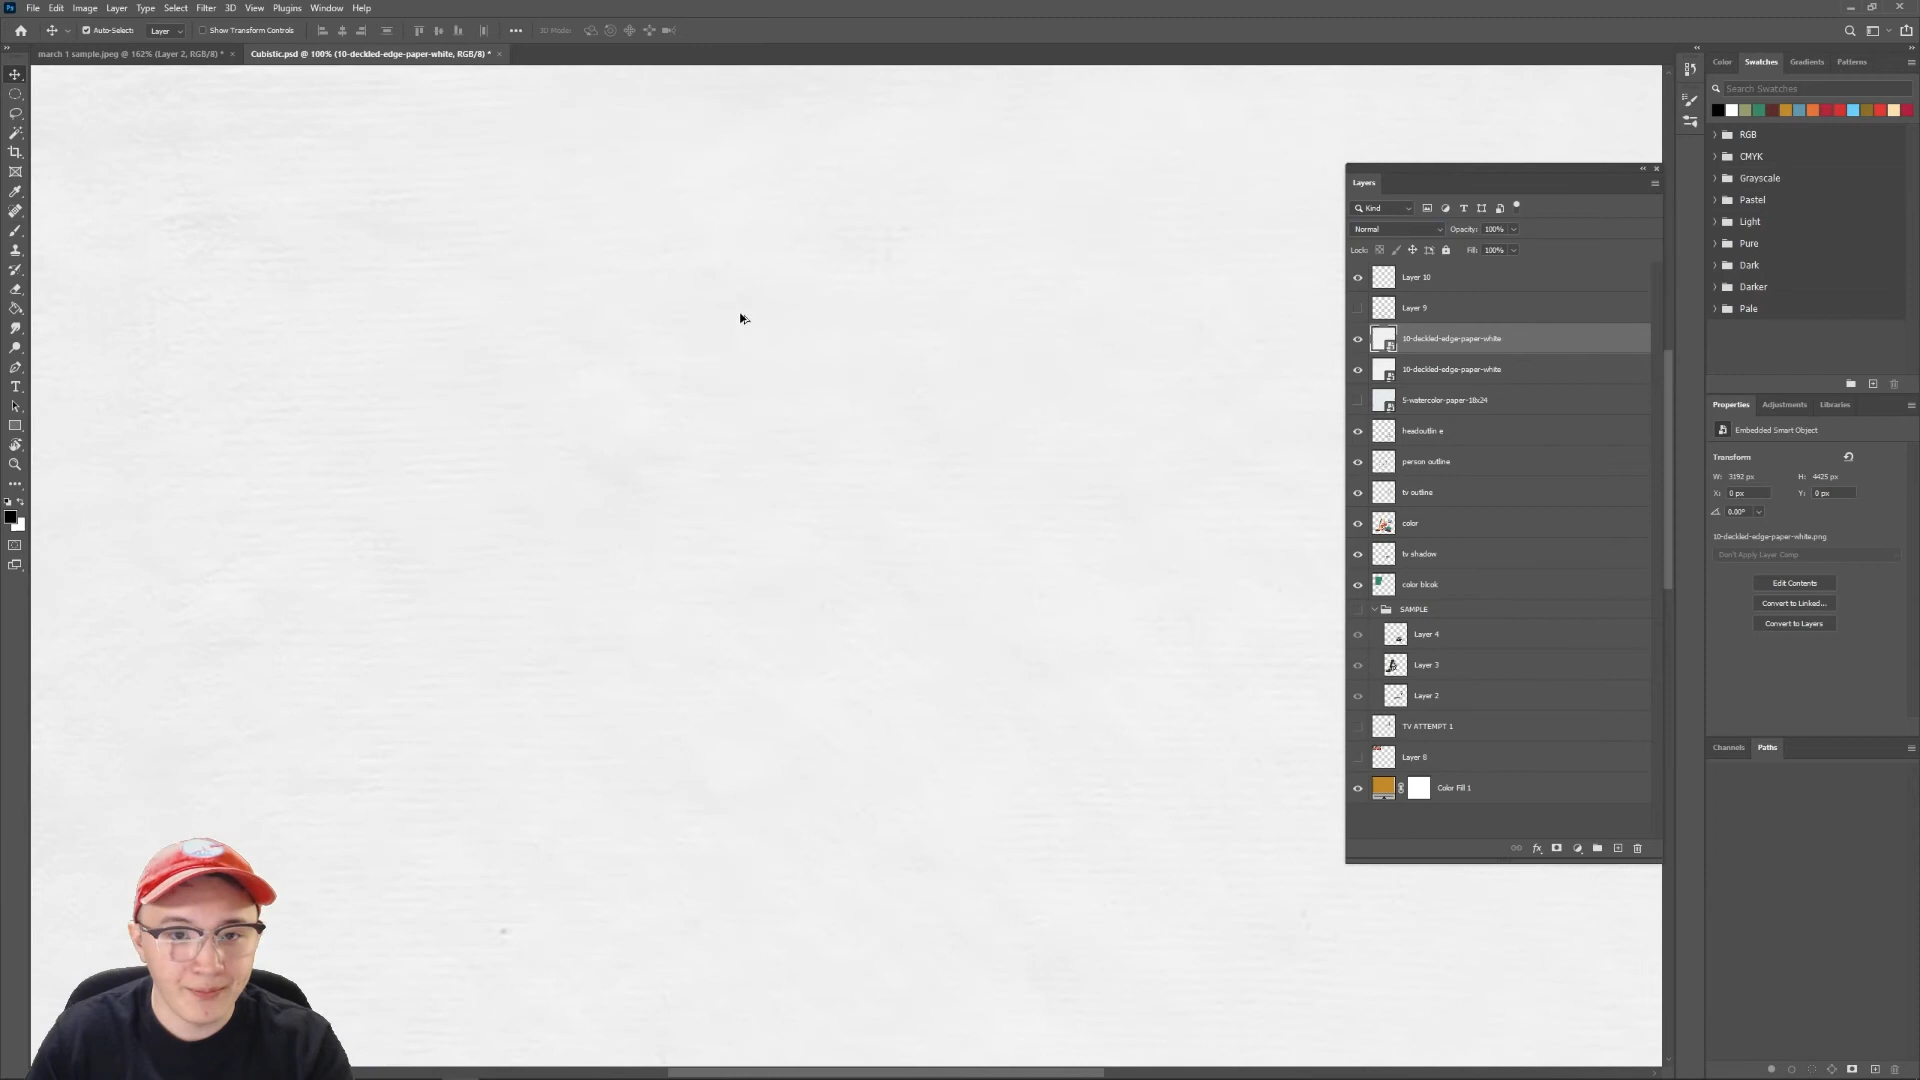 Ps File Edit Image Layer Type Select Filter 3D View Plugins Window Help
Auto-Select: Layer Show Transform Controls 3D Mode:
march 1 sample.jpeg @ 162% (Layer 2, RGB/8) * × Cubistic.psd @ 100% (10-deckled-edge-paper-white, RGB/8) * ×
Color Swatches Gradients Patterns
Search Swatches
RGB
CMYK
Grayscale
Pastel
Light
Pure
Dark
Darker
Pale
Layers
Kind
Normal Opacity: 100%
Lock: Fill: 100%
Layer 10
Layer 9
10-deckled-edge-paper-white
10-deckled-edge-paper-white
5-watercolor-paper-18x24
headoutlin e
person outline
tv outline
color
tv shadow
color blcok
SAMPLE
Layer 4
Layer 3
Layer 2
TV ATTEMPT 1
Layer 8
Color Fill 1
fx
Properties Adjustments Libraries
Embedded Smart Object
Transform
W: 3192 px H: 4425 px
X: 0 px Y: 0 px
0.00°
10-deckled-edge-paper-white.png
Don't Apply Layer Comp
Edit Contents
Convert to Linked...
Convert to Layers
Channels Paths